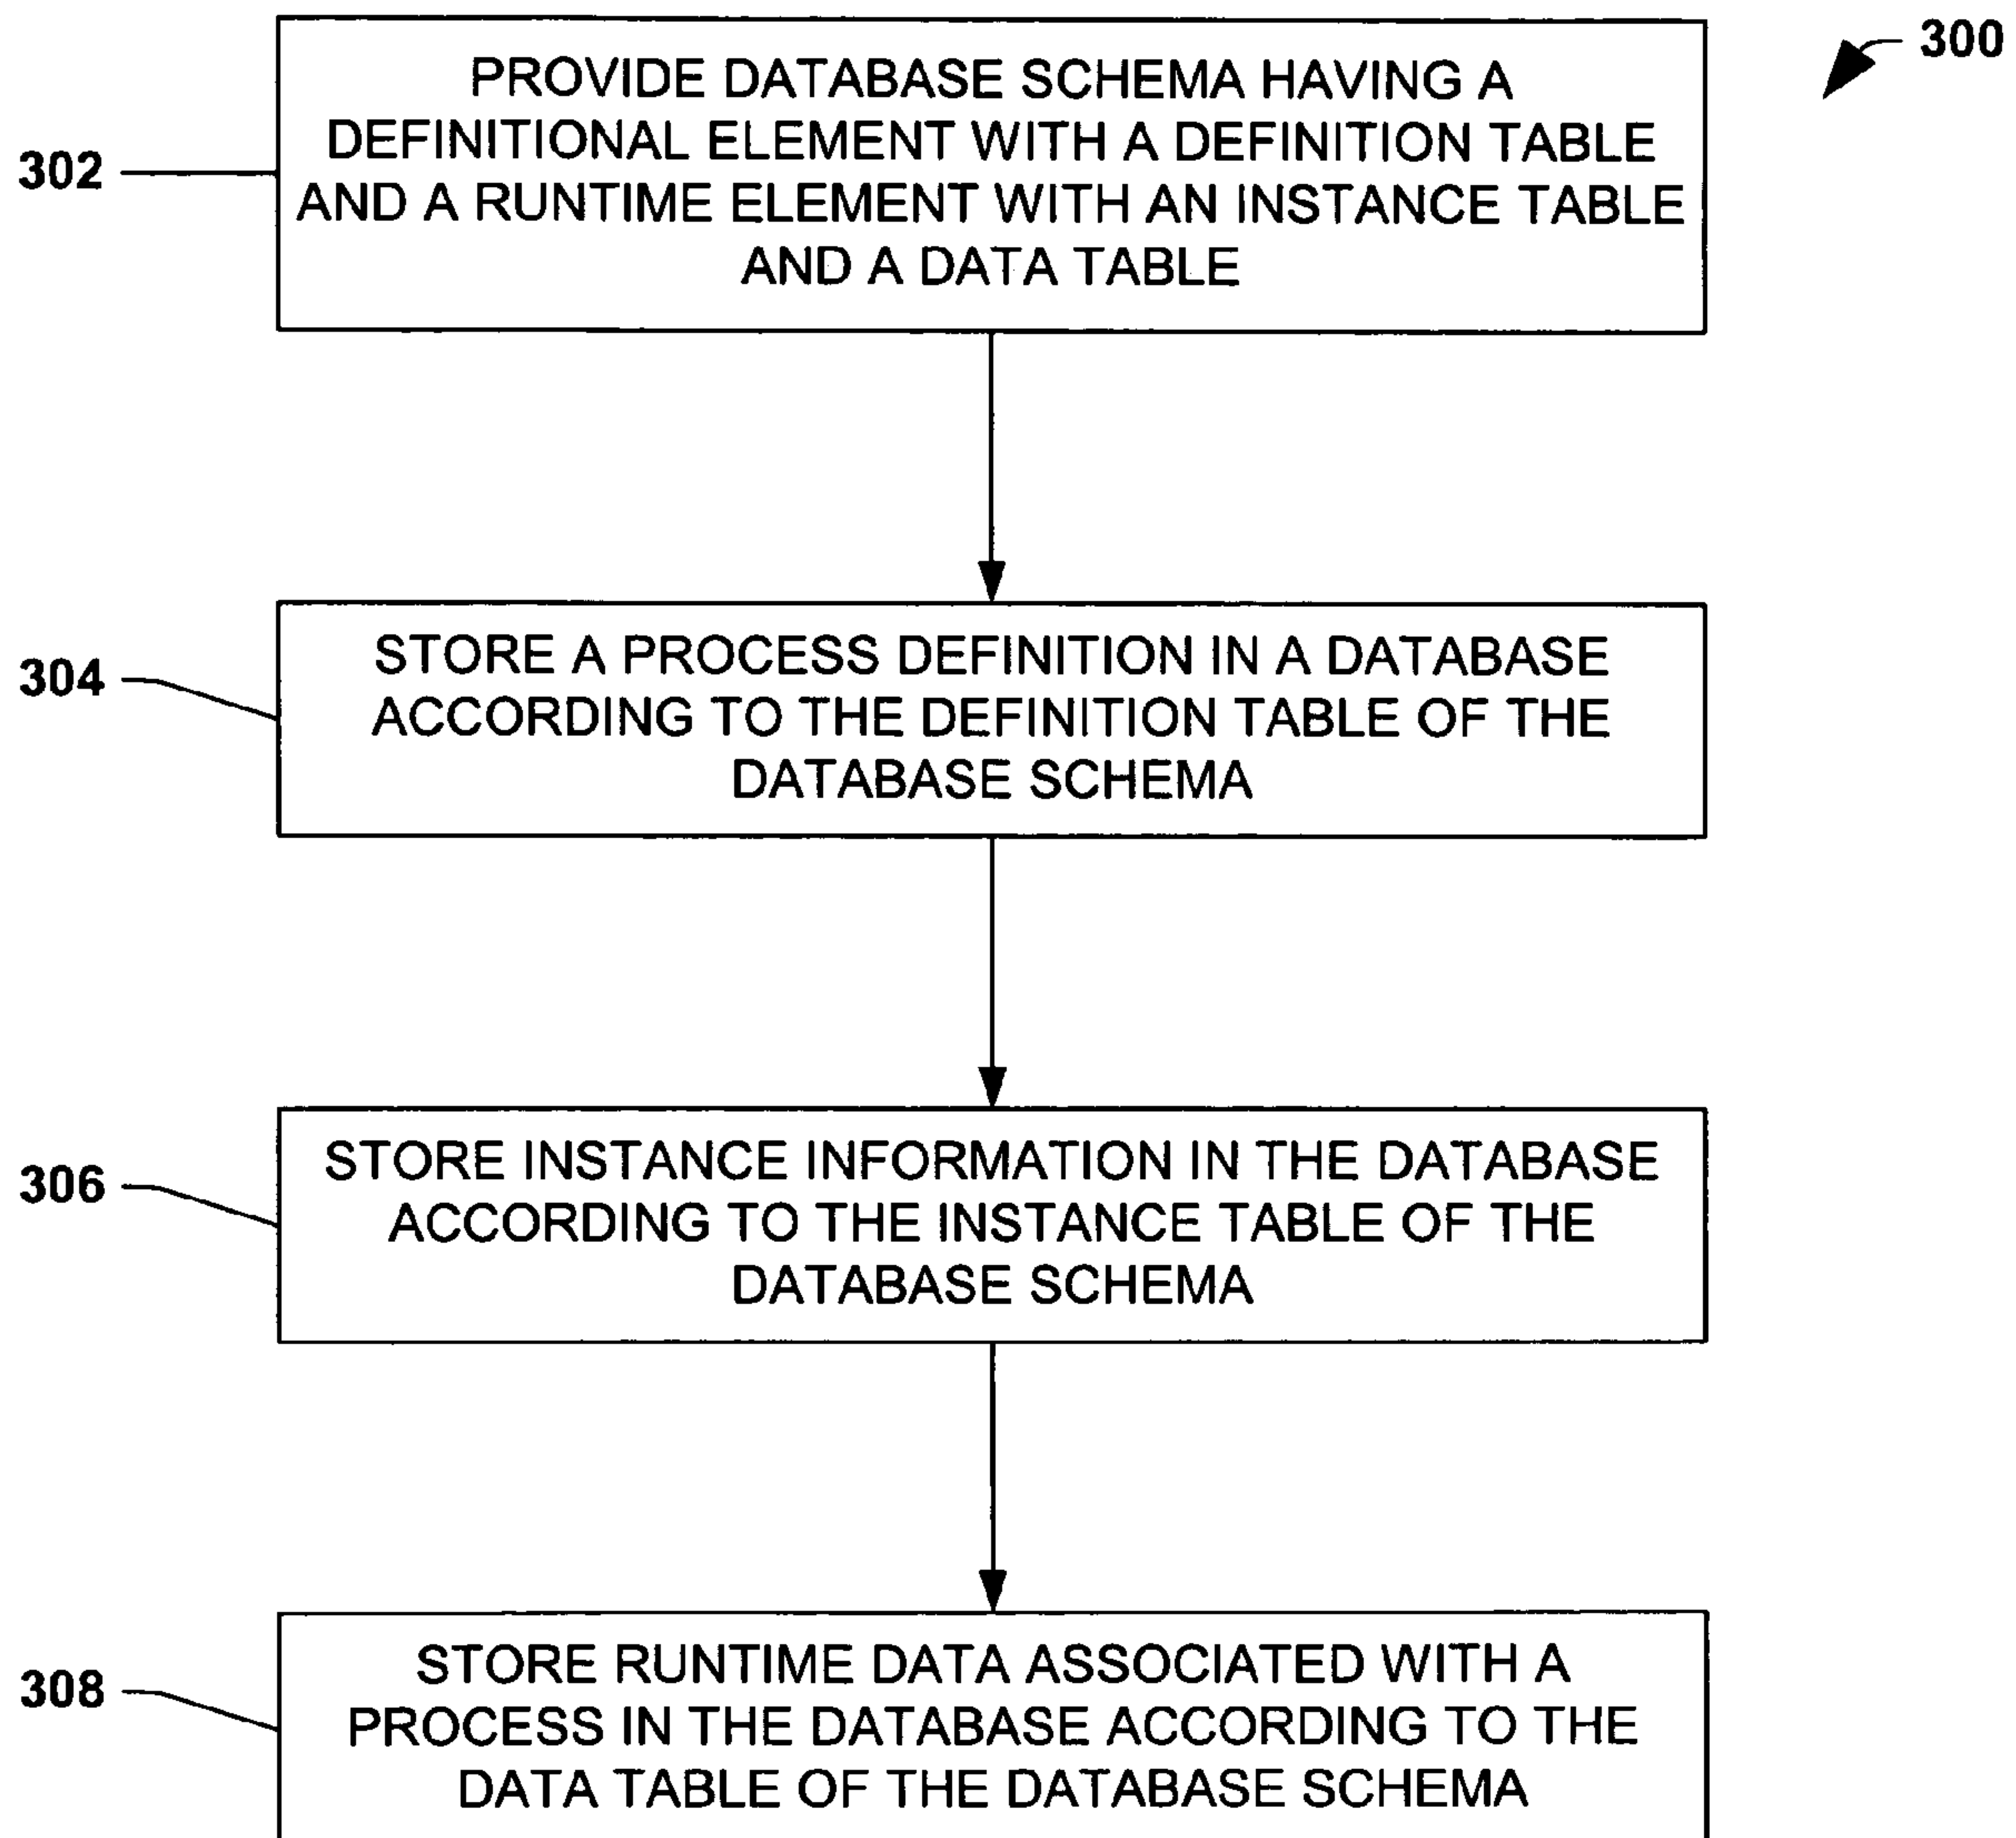 300
302
PROVIDE DATABASE SCHEMA HAVING A
DEFINITIONAL ELEMENT WITH A DEFINITION TABLE
AND A RUNTIME ELEMENT WITH AN INSTANCE TABLE
AND A DATA TABLE
304
STORE A PROCESS DEFINITION IN A DATABASE
ACCORDING TO THE DEFINITION TABLE OF THE
DATABASE SCHEMA
306
STORE INSTANCE INFORMATION IN THE DATABASE
ACCORDING TO THE INSTANCE TABLE OF THE
DATABASE SCHEMA
308
STORE RUNTIME DATA ASSOCIATED WITH A
PROCESS IN THE DATABASE ACCORDING TO THE
DATA TABLE OF THE DATABASE SCHEMA